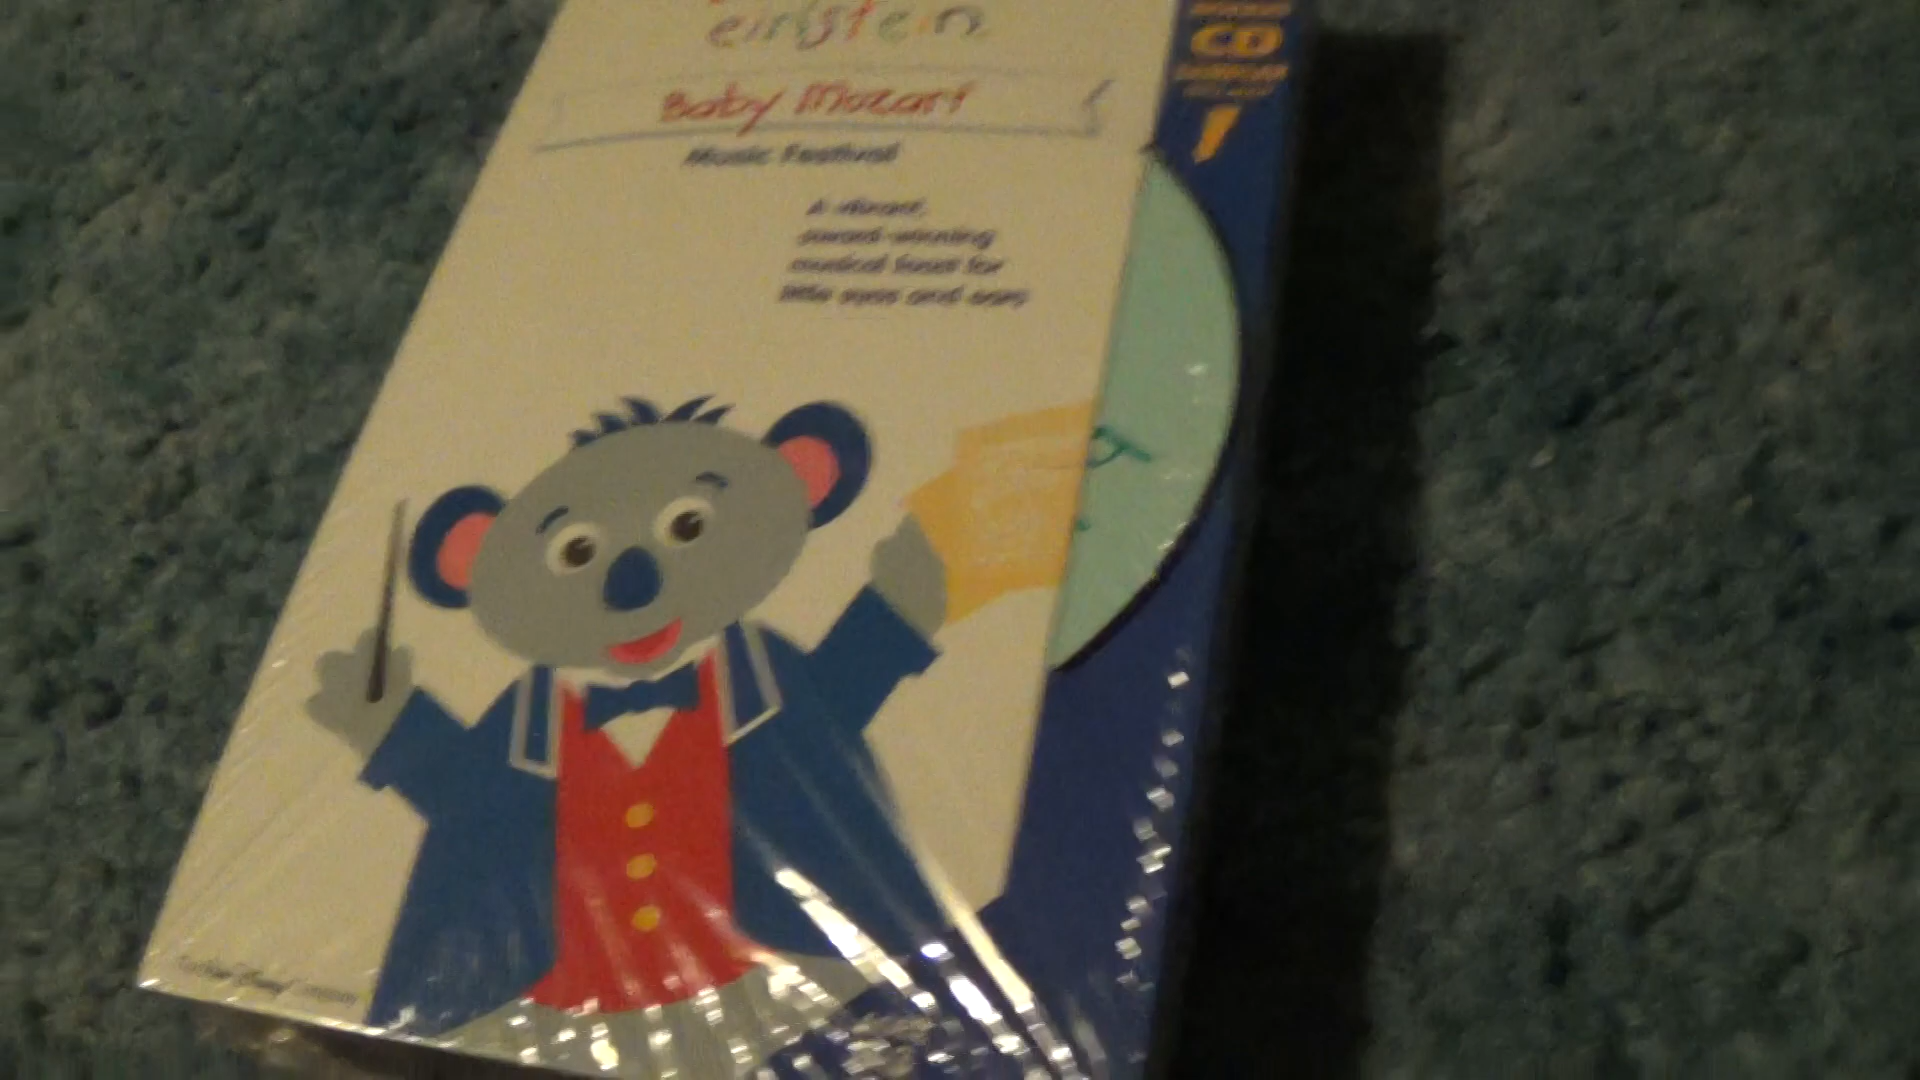 einstein
Baby Mozart
Music Festival
A vibrant,
award-winning
musical feast for
little eyes and ears
CD
!